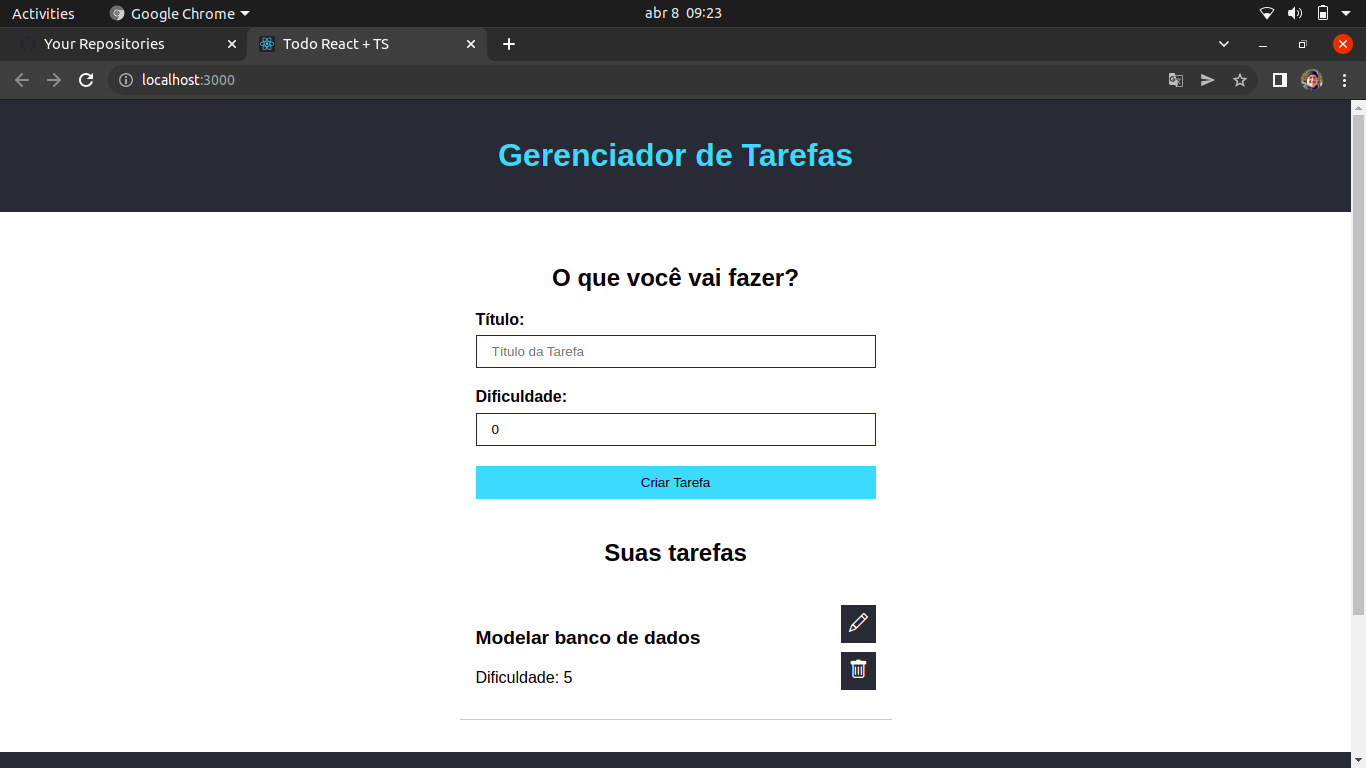 Activities Google Chrome abr 8 09:23
Your Repositories Todo React + TS
localhost:3000
Gerenciador de Tarefas
O que você vai fazer?
Título:
Título da Tarefa
Dificuldade:
0
Criar Tarefa
Suas tarefas
Modelar banco de dados
Dificuldade: 5